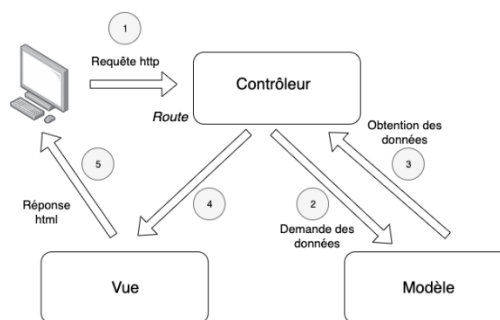 1
Requête http
Contrôleur
Route
Obtention des
données
3
5
4
2
Réponse
html
Demande des
données
Vue
Modèle